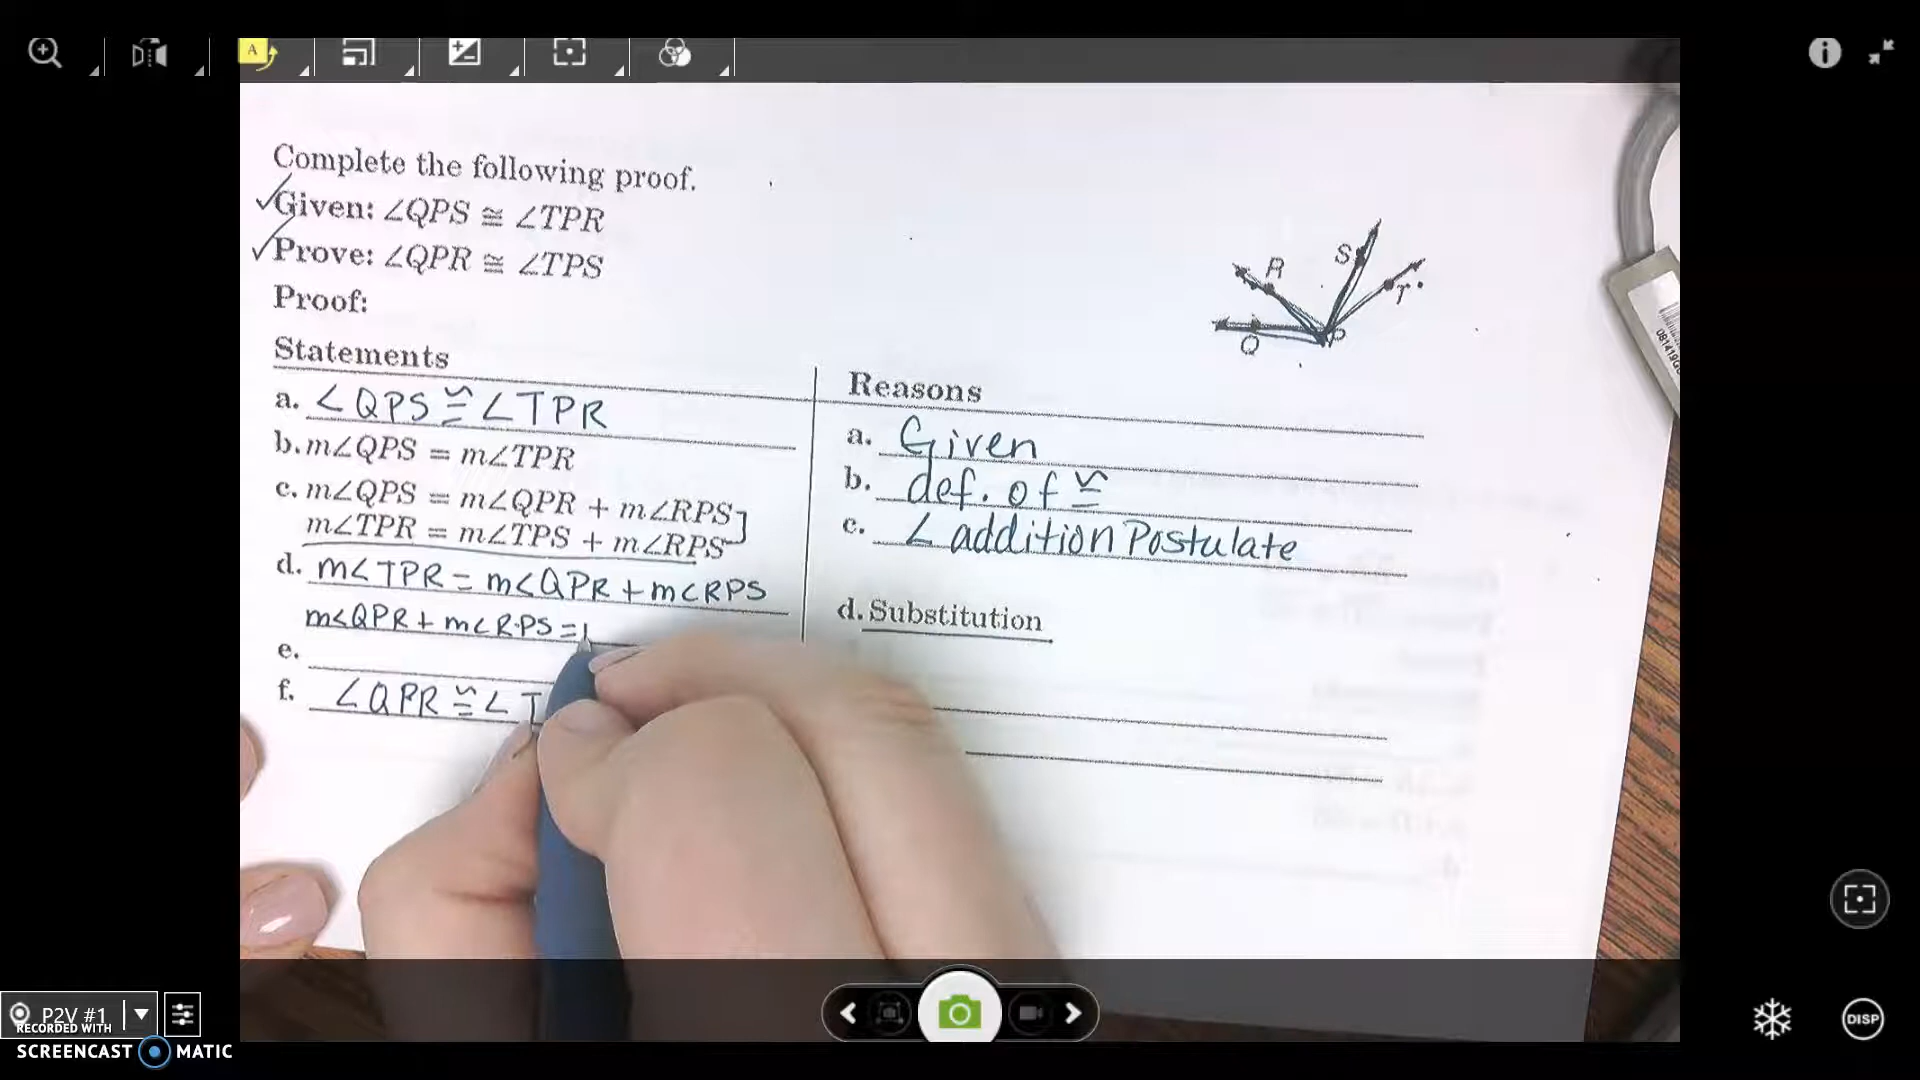 A
Complete the following proof.
Given: ∠QPS ≅ ∠TPR
Prove: ∠QPR ≅ ∠TPS
Proof:
R
S
T
Q
P
Statements
Reasons
a. ∠QPS ≅ ∠TPR
a. Given
b. m∠QPS = m∠TPR
b. def. of ≅
c. m∠QPS = m∠QPR + m∠RPS
m∠TPR = m∠TPS + m∠RPS
c. ∠ addition Postulate
d. m∠TPR = m∠QPR + m∠RPS
m∠QPR + m∠RPS =
d. Substitution
e.
f. ∠QPR ≅ ∠T
P2V #1
RECORDED WITH
SCREENCAST MATIC
DISP